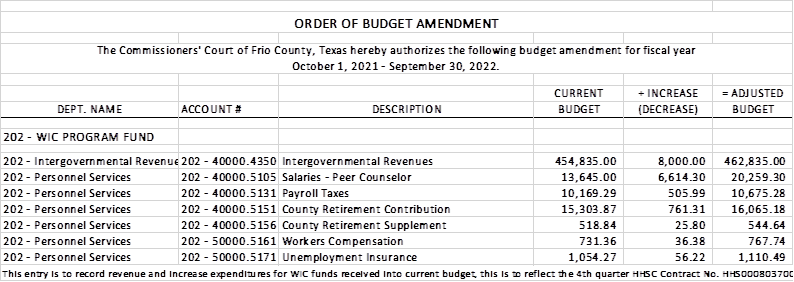 ORDER OF BUDGET AMENDMENT
The Commissioners' Court of Frio County, Texas hereby authorizes the following budget amendment for fiscal year
October 1, 2021 - September 30, 2022.
CURRENT + INCREASE = ADJUSTED
DEPT. NAME ACCOUNT # DESCRIPTION BUDGET (DECREASE) BUDGET
202 - WIC PROGRAM FUND
202 - Intergovernmental Revenue 202 - 40000.4350 Intergovernmental Revenues 454,835.00 8,000.00 462,835.00
202 - Personnel Services 202 - 40000.5105 Salaries - Peer Counselor 13,645.00 6,614.30 20,259.30
202 - Personnel Services 202 - 40000.5131 Payroll Taxes 10,169.29 505.99 10,675.28
202 - Personnel Services 202 - 40000.5151 County Retirement Contribution 15,303.87 761.31 16,065.18
202 - Personnel Services 202 - 40000.5156 County Retirement Supplement 518.84 25.80 544.64
202 - Personnel Services 202 - 50000.5161 Workers Compensation 731.36 36.38 767.74
202 - Personnel Services 202 - 50000.5171 Unemployment Insurance 1,054.27 56.22 1,110.49
This entry is to record revenue and increase expenditures for WIC funds received into current budget, this is to reflect the 4th quarter HHSC Contract No. HHS000803700